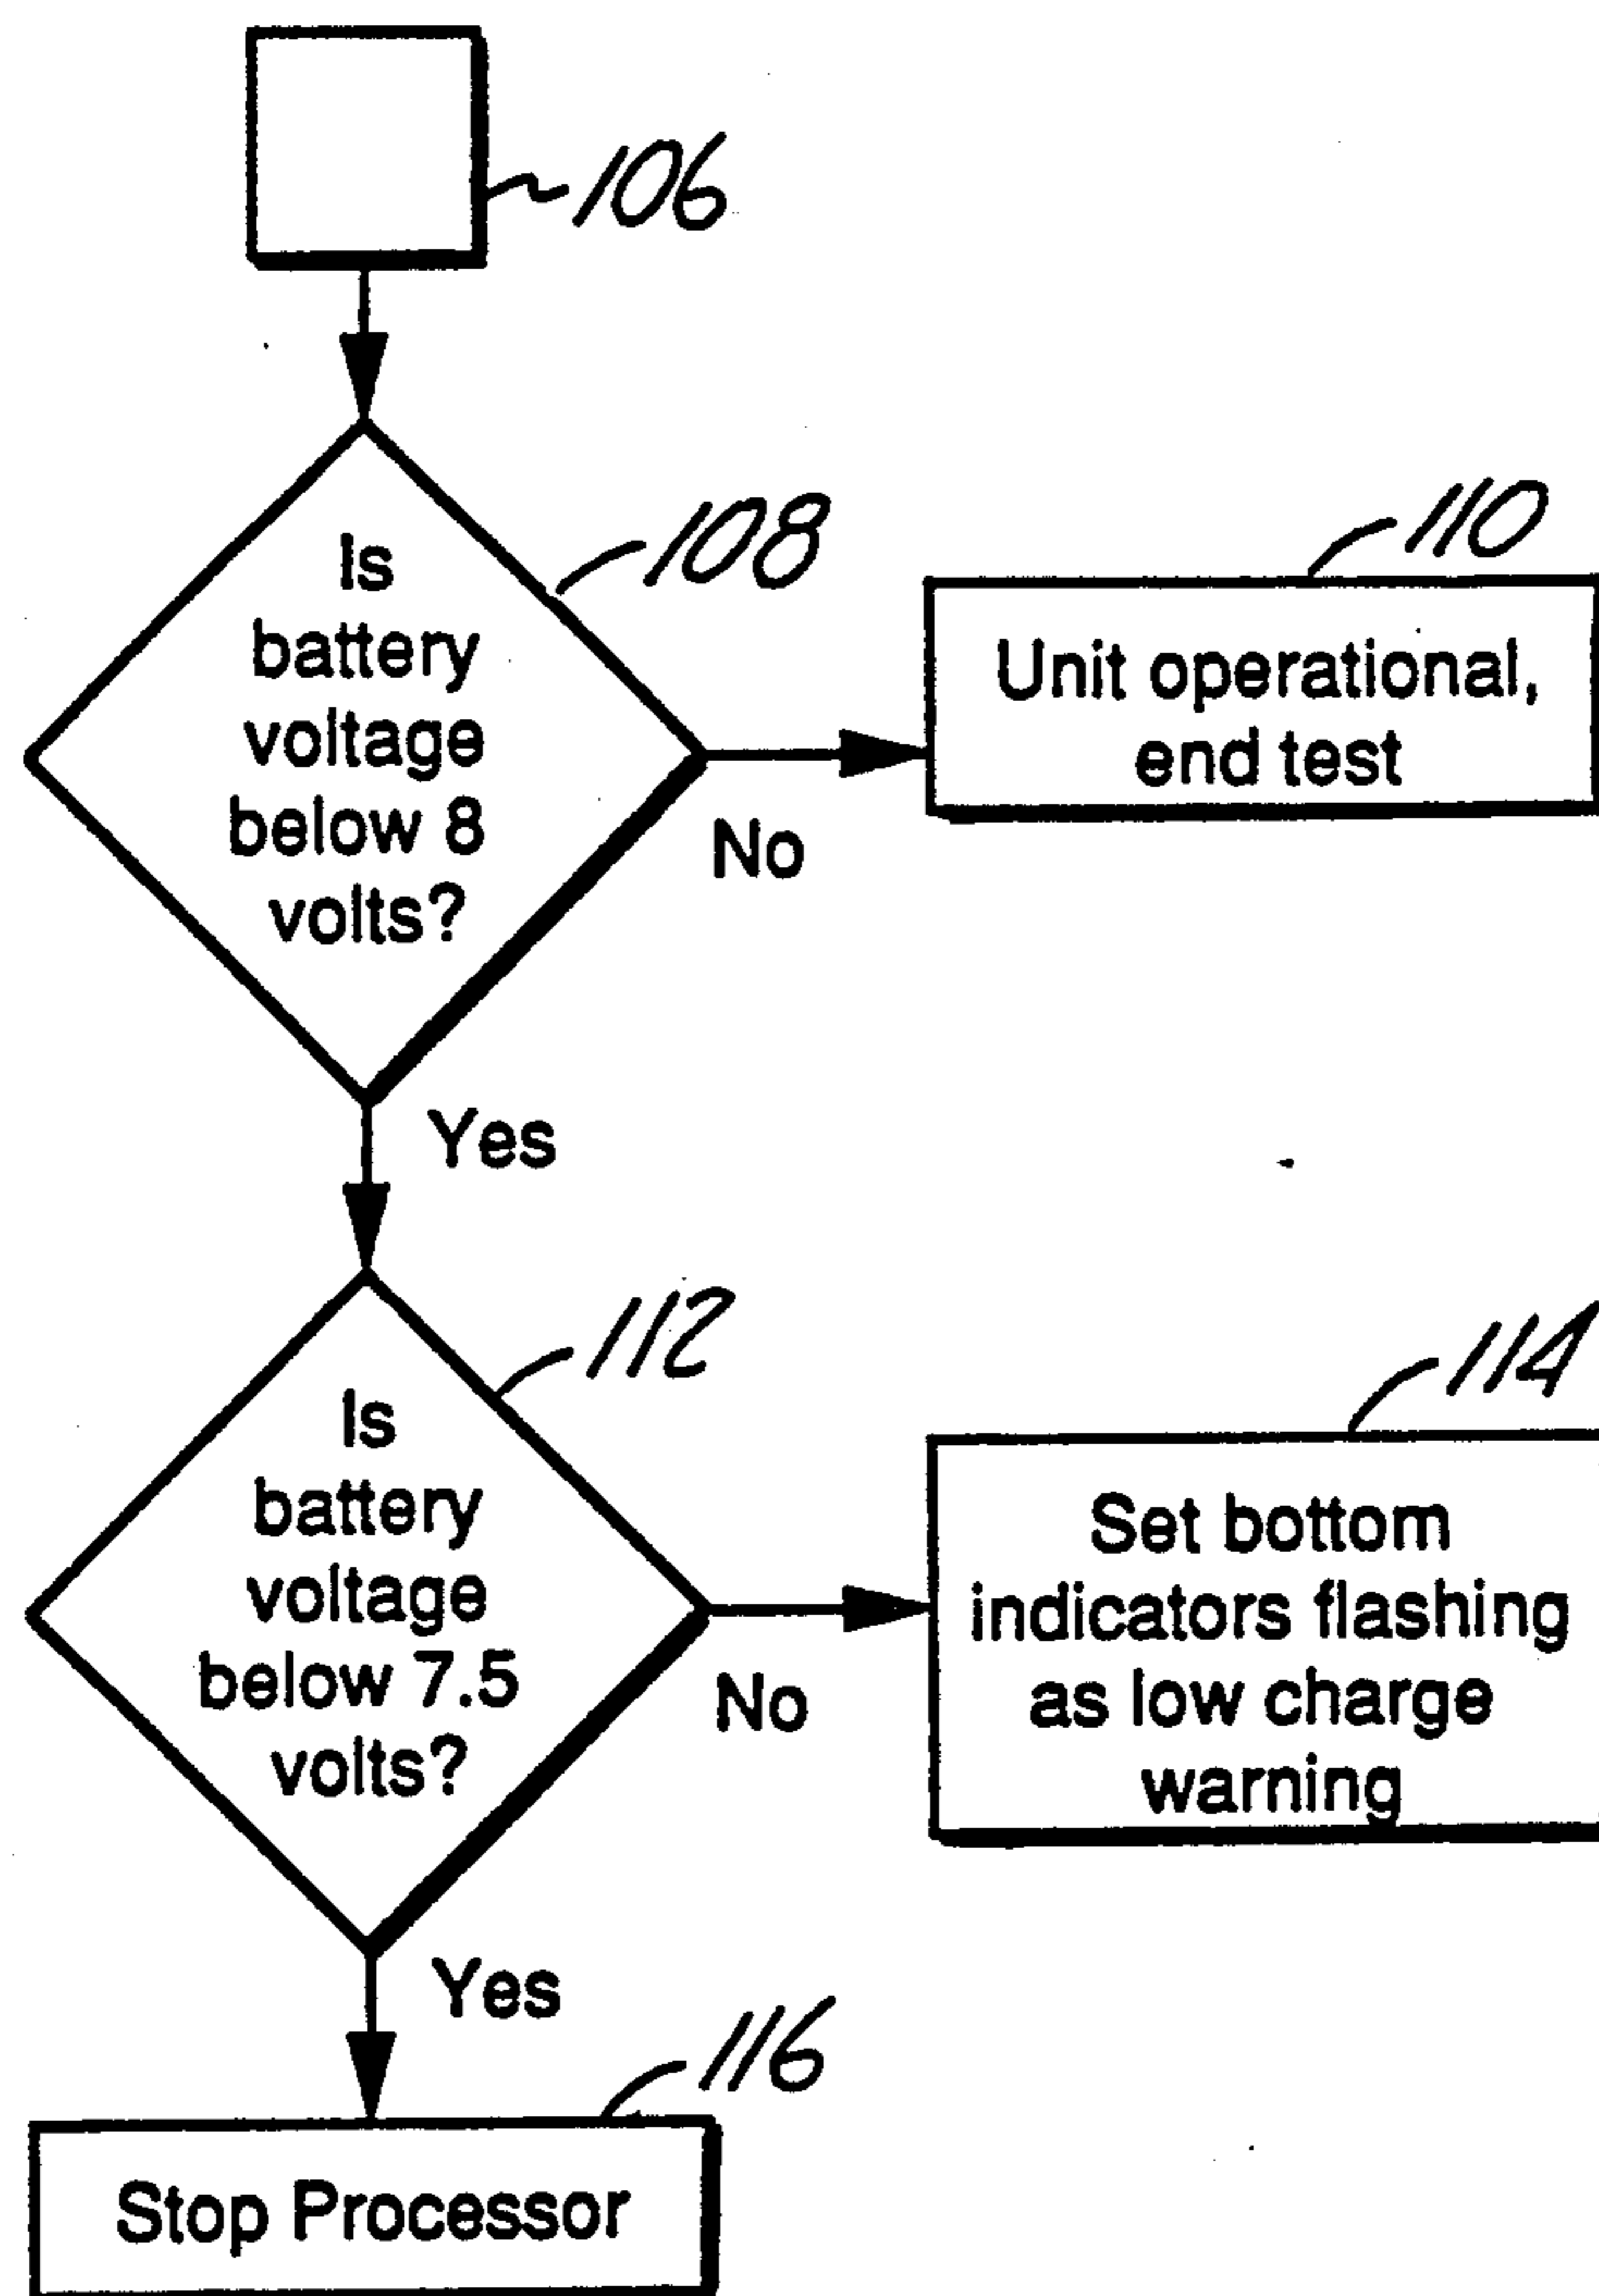 106
Is
battery
voltage
below 8
volts?
108
No
110
Unit operational,
end test
Yes
Is
battery
voltage
below 7.5
volts?
112
No
114
Set bottom
indicators flashing
as low charge
warning
Yes
116
Stop Processor